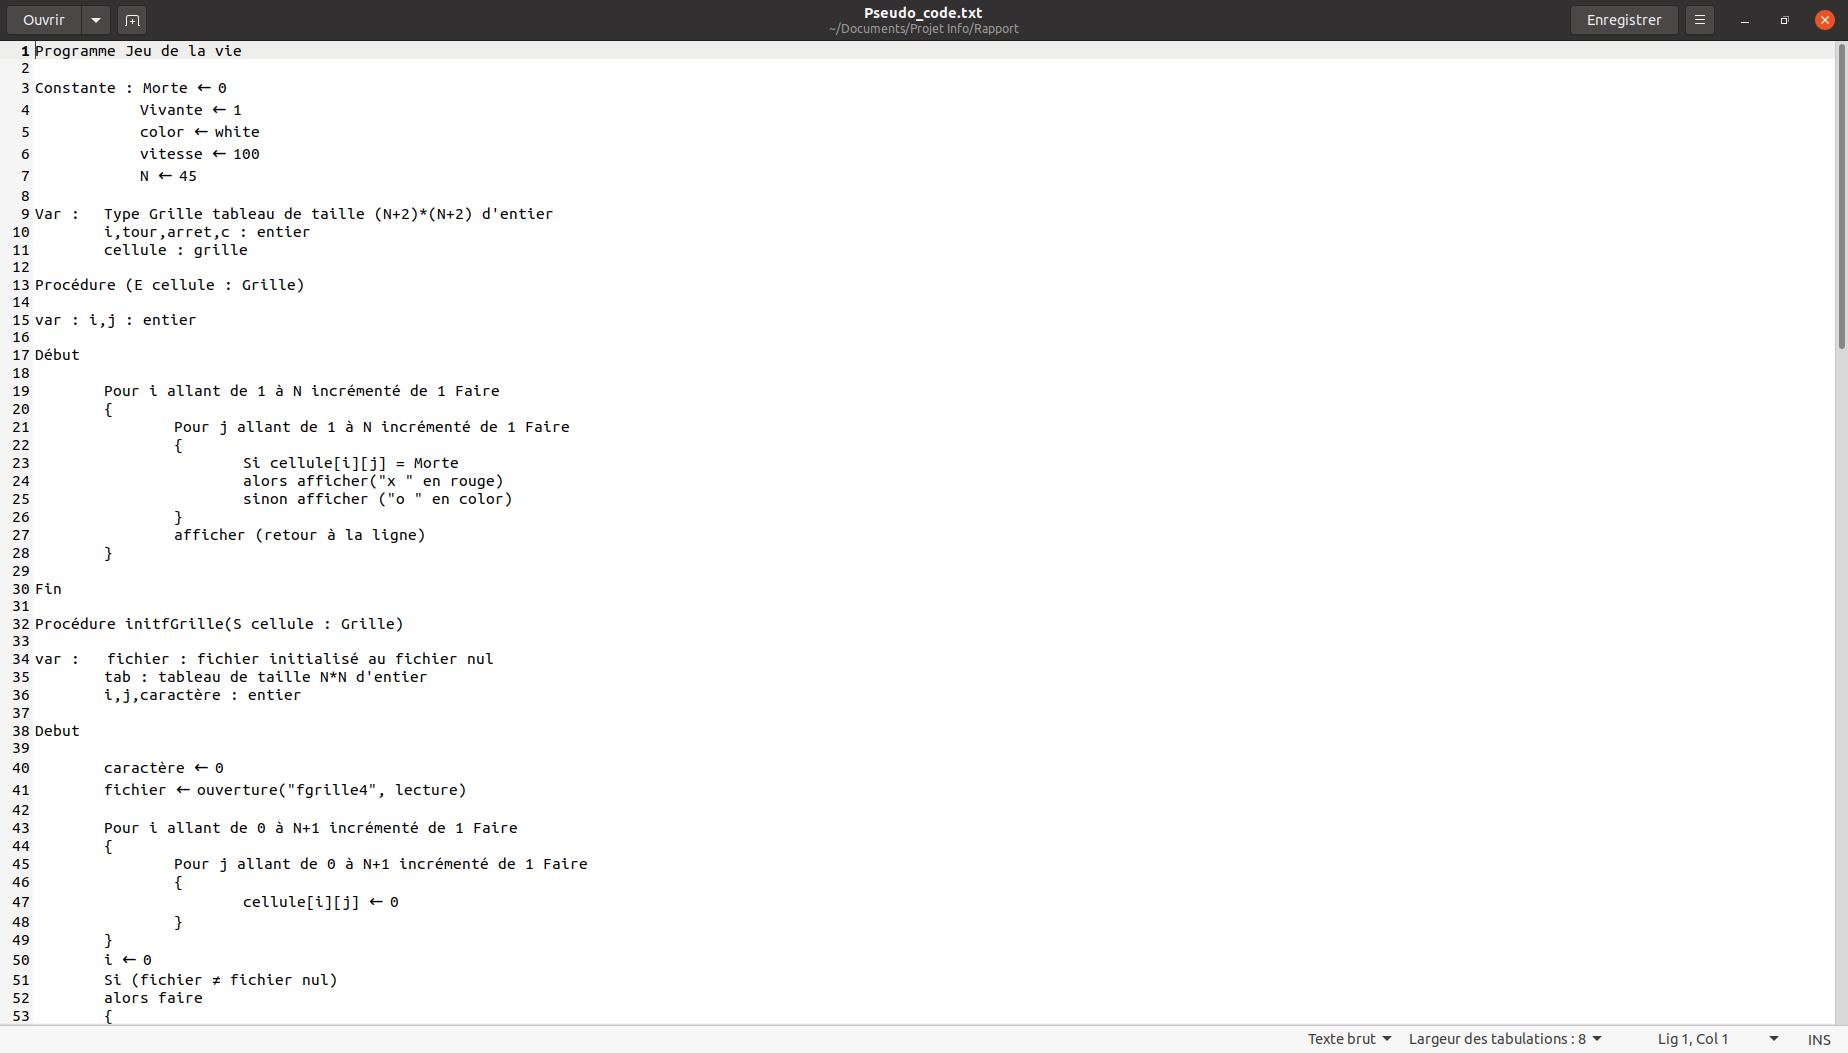 Ouvrir
Pseudo_code.txt
~/Documents/Projet Info/Rapport
Enregistrer
1 Programme Jeu de la vie
2
3 Constante : Morte ← 0
4 Vivante ← 1
5 color ← white
6 vitesse ← 100
7 N ← 45
8
9 Var : Type Grille tableau de taille (N+2)*(N+2) d'entier
10 i,tour,arret,c : entier
11 cellule : grille
12
13 Procédure (E cellule : Grille)
14
15 var : i,j : entier
16
17 Début
18
19 Pour i allant de 1 à N incrémenté de 1 Faire
20 {
21 Pour j allant de 1 à N incrémenté de 1 Faire
22 {
23 Si cellule[i][j] = Morte
24 alors afficher("x " en rouge)
25 sinon afficher ("o " en color)
26 }
27 afficher (retour à la ligne)
28 }
29
30 Fin
31
32 Procédure initfGrille(S cellule : Grille)
33
34 var : fichier : fichier initialisé au fichier nul
35 tab : tableau de taille N*N d'entier
36 i,j,caractère : entier
37
38 Debut
39
40 caractère ← 0
41 fichier ← ouverture("fgrille4", lecture)
42
43 Pour i allant de 0 à N+1 incrémenté de 1 Faire
44 {
45 Pour j allant de 0 à N+1 incrémenté de 1 Faire
46 {
47 cellule[i][j] ← 0
48 }
49 }
50 i ← 0
51 Si (fichier ≠ fichier nul)
52 alors faire
53 {
Texte brut Largeur des tabulations : 8 Lig 1, Col 1 INS